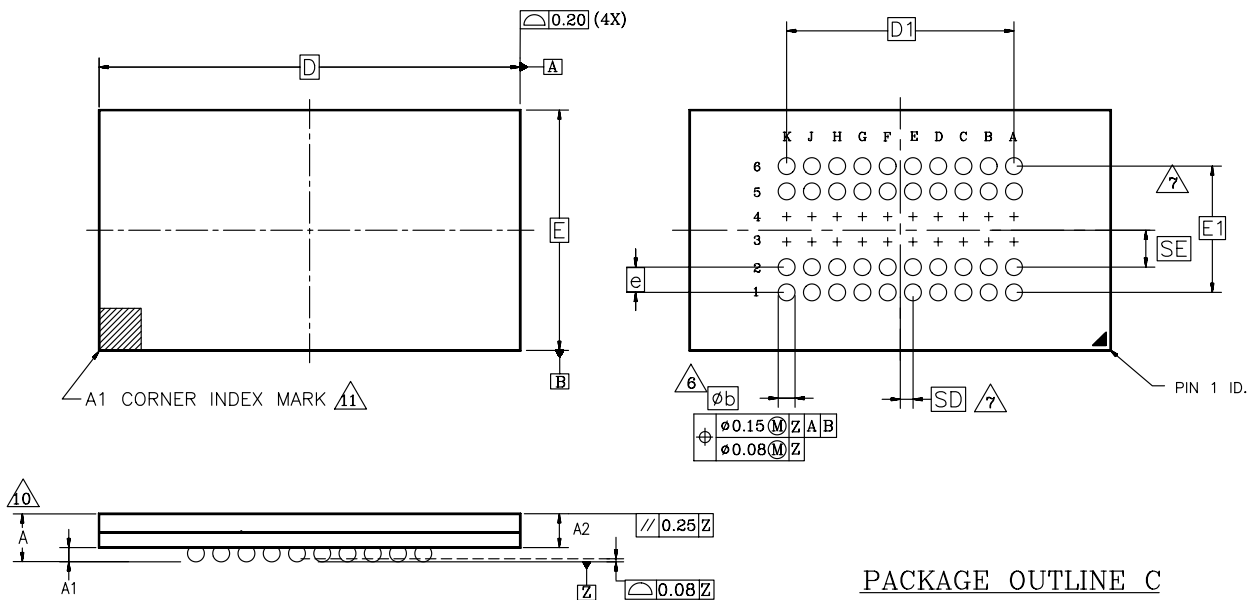 ⌓ 0.20 (4X)
D
A
D1
E
K J H G F E D C B A
6
5
4
3
2
1
7
E1
SE
e
B
A1 CORNER INDEX MARK 11
6
øb
SD 7
PIN 1 ID.
⌖ ø0.15 Ⓜ Z A B
ø0.08 Ⓜ Z
10
A
A1
A2
// 0.25 Z
Z
⌓ 0.08 Z
PACKAGE OUTLINE C